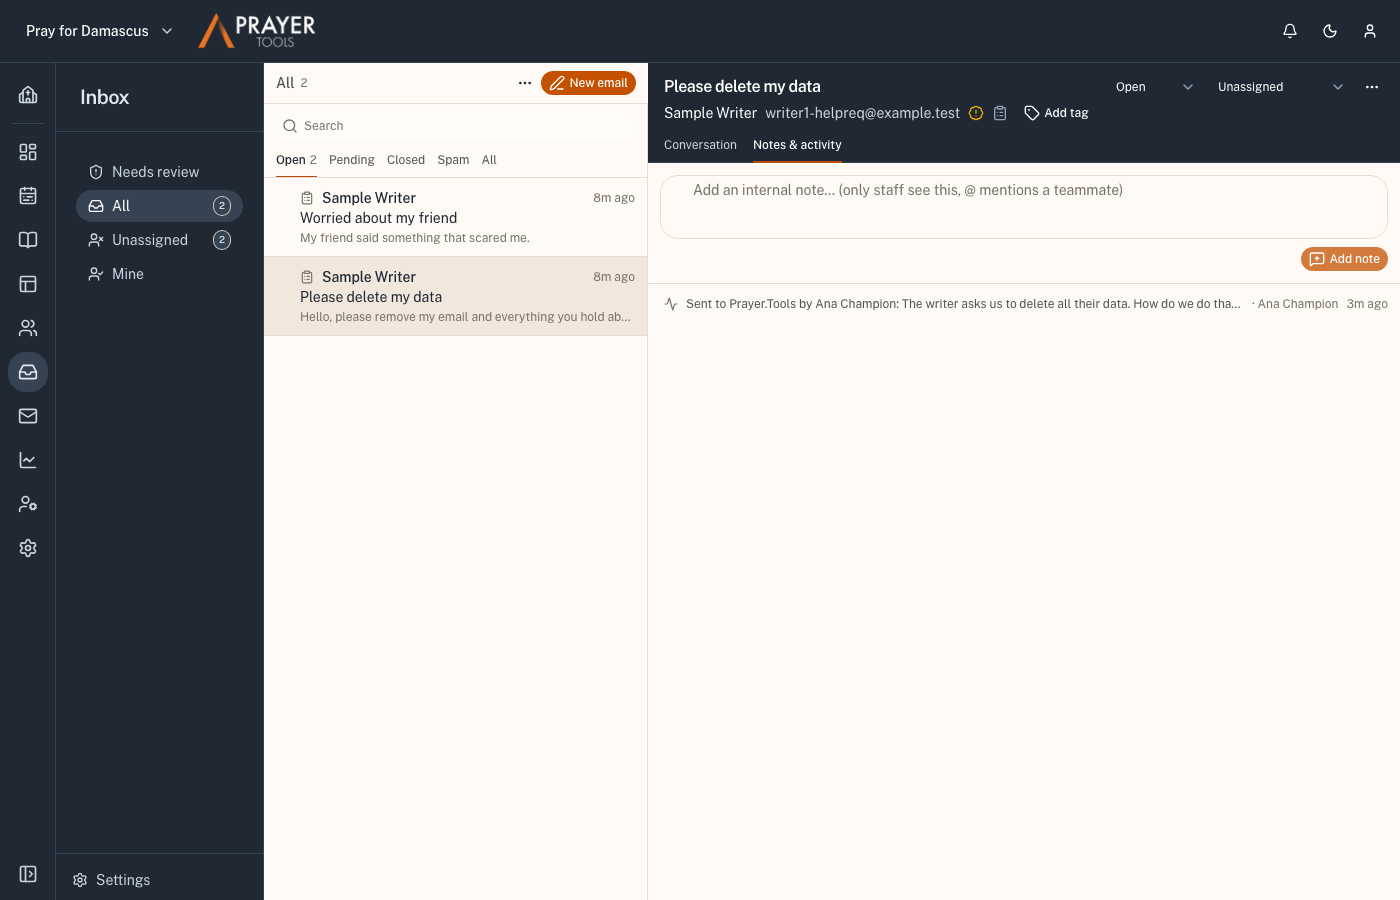 Pray for Damascus
PRAYER
TOOLS
Inbox
Needs review
All 2
Unassigned 2
Mine
Settings
All 2
New email
Search
Open 2 Pending Closed Spam All
Sample Writer 8m ago
Worried about my friend
My friend said something that scared me.
Sample Writer 8m ago
Please delete my data
Hello, please remove my email and everything you hold ab...
Please delete my data
Open
Unassigned
Sample Writer writer1-helpreq@example.test
Add tag
Conversation Notes & activity
Add an internal note... (only staff see this, @ mentions a teammate)
Add note
Sent to Prayer.Tools by Ana Champion: The writer asks us to delete all their data. How do we do tha... · Ana Champion 3m ago